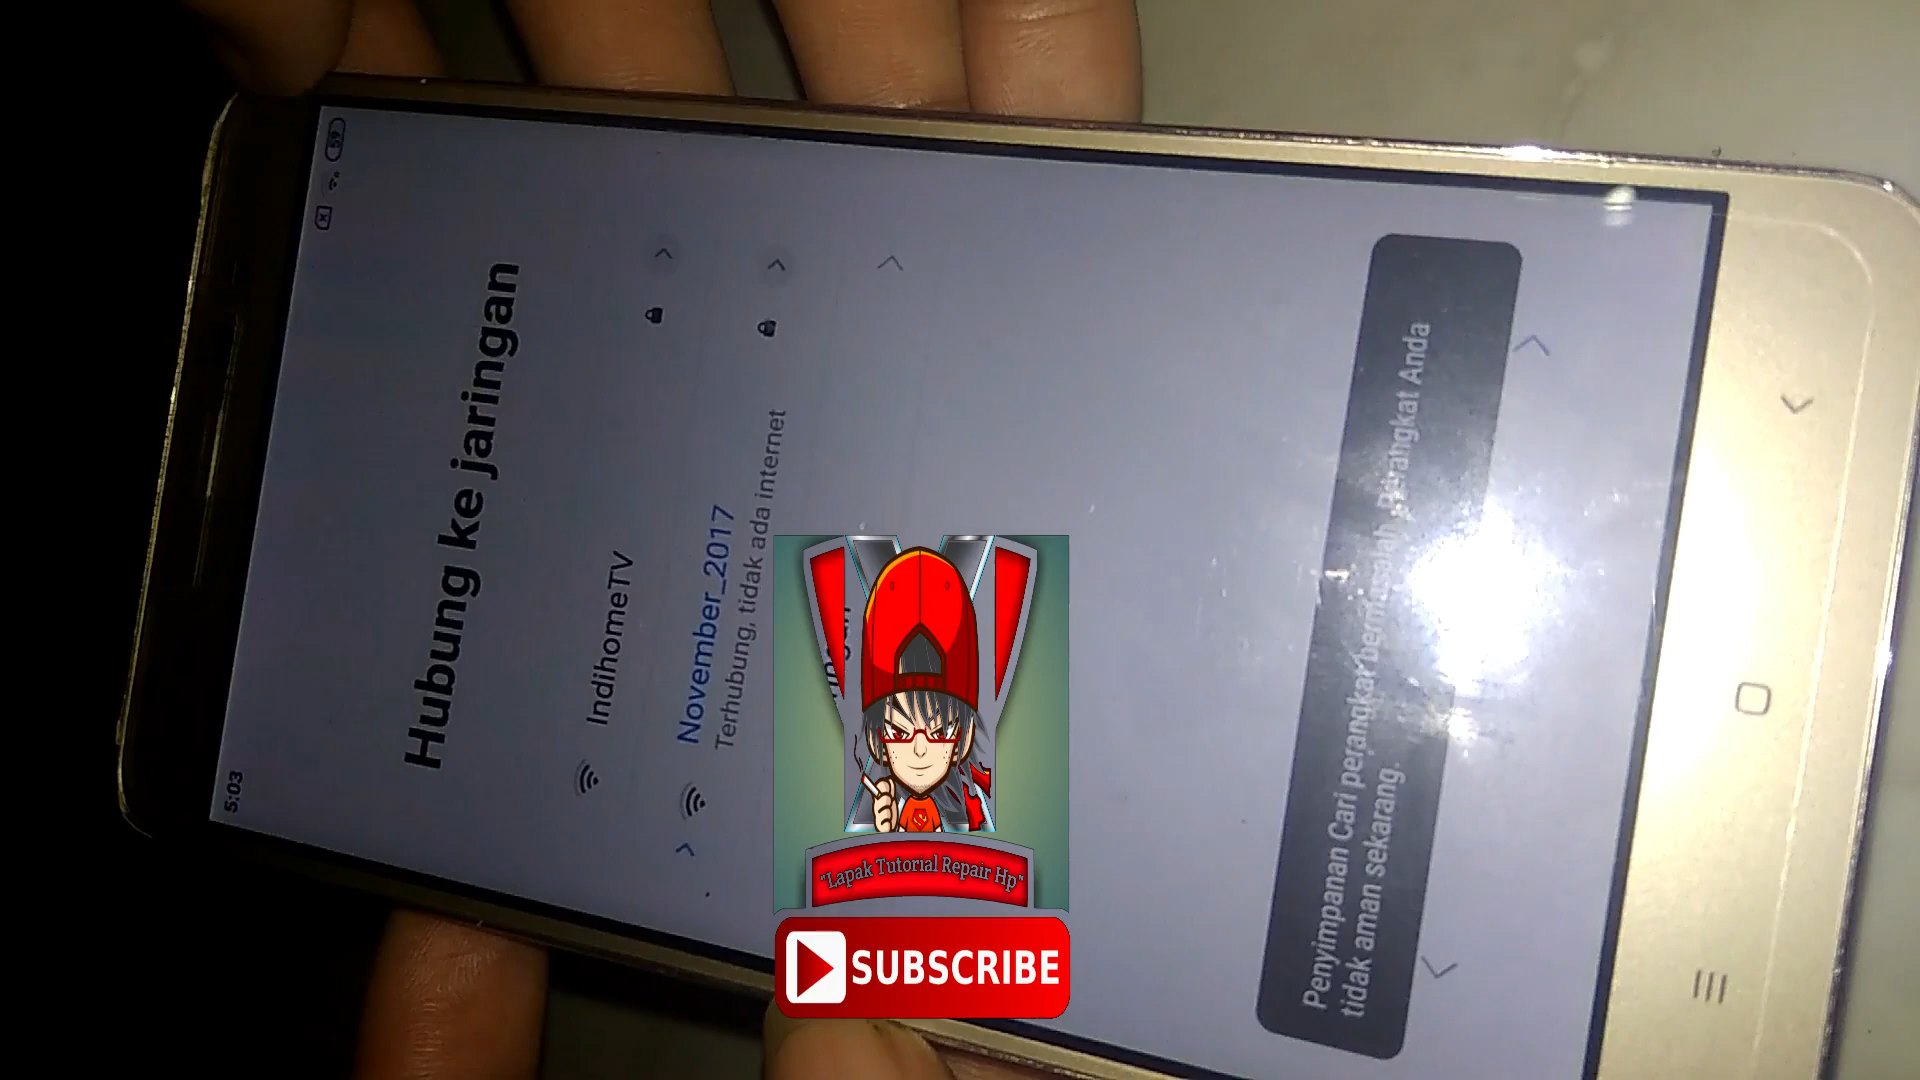 5:03
59
Hubung ke jaringan
IndihomeTV
November_2017
Terhubung, tidak ada internet
Penyimpanan Cari perangkat bermasalah. Perangkat Anda
tidak aman sekarang.
"Lapak Tutorial Repair Hp"
SUBSCRIBE